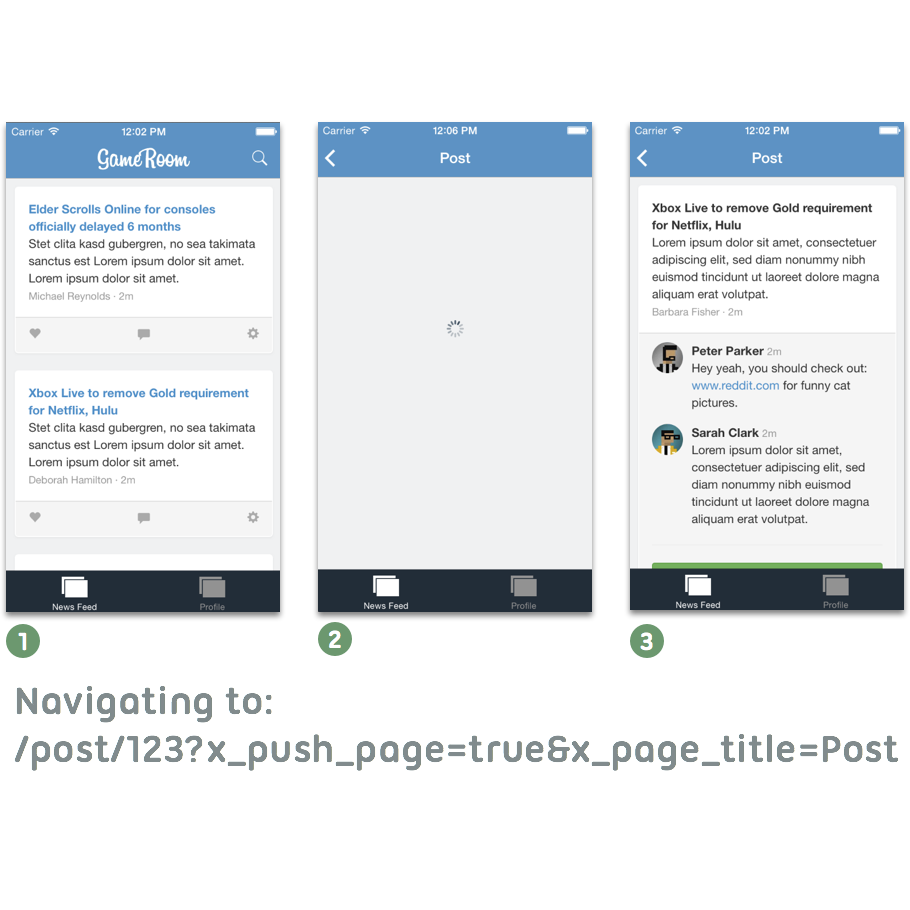 Carrier 12:02 PM
GameRoom
Elder Scrolls Online for consoles
officially delayed 6 months
Stet clita kasd gubergren, no sea takimata
sanctus est Lorem ipsum dolor sit amet.
Lorem ipsum dolor sit amet.
Michael Reynolds · 2m
Xbox Live to remove Gold requirement
for Netflix, Hulu
Stet clita kasd gubergren, no sea takimata
sanctus est Lorem ipsum dolor sit amet.
Lorem ipsum dolor sit amet.
Deborah Hamilton · 2m
News Feed Profile
1
Carrier 12:06 PM
Post
News Feed Profile
2
Carrier 12:02 PM
Post
Xbox Live to remove Gold requirement
for Netflix, Hulu
Lorem ipsum dolor sit amet, consectetuer
adipiscing elit, sed diam nonummy nibh
euismod tincidunt ut laoreet dolore magna
aliquam erat volutpat.
Barbara Fisher · 2m
Peter Parker 2m
Hey yeah, you should check out:
www.reddit.com for funny cat
pictures.
Sarah Clark 2m
Lorem ipsum dolor sit amet,
consectetuer adipiscing elit, sed
diam nonummy nibh euismod
tincidunt ut laoreet dolore magna
aliquam erat volutpat.
News Feed Profile
3
Navigating to:
/post/123?x_push_page=true&x_page_title=Post